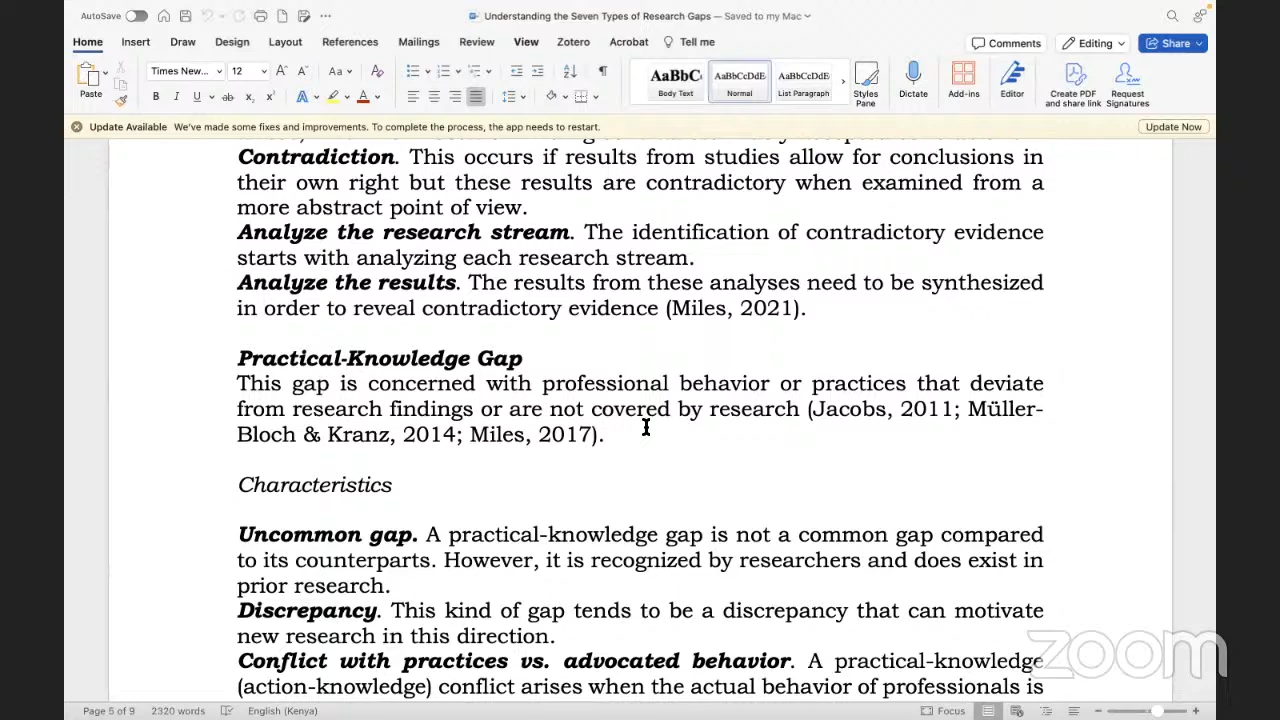 AutoSave
Understanding the Seven Types of Research Gaps — Saved to my Mac
Home Insert Draw Design Layout References Mailings Review View Zotero Acrobat Tell me Comments Editing Share
Paste Times New... 12 Aa AaBbC AaBbCcDdE AaBbCcDdE
Body Text Normal List Paragraph Styles Pane Dictate Add-ins Editor Create PDF and share link Request Signatures
B I U ab x₂ x² A A
Update Available We've made some fixes and improvements. To complete the process, the app needs to restart. Update Now
Contradiction. This occurs if results from studies allow for conclusions in
their own right but these results are contradictory when examined from a
more abstract point of view.
Analyze the research stream. The identification of contradictory evidence
starts with analyzing each research stream.
Analyze the results. The results from these analyses need to be synthesized
in order to reveal contradictory evidence (Miles, 2021).
Practical-Knowledge Gap
This gap is concerned with professional behavior or practices that deviate
from research findings or are not covered by research (Jacobs, 2011; Müller-
Bloch & Kranz, 2014; Miles, 2017).
Characteristics
Uncommon gap. A practical-knowledge gap is not a common gap compared
to its counterparts. However, it is recognized by researchers and does exist in
prior research.
Discrepancy. This kind of gap tends to be a discrepancy that can motivate
new research in this direction.
Conflict with practices vs. advocated behavior. A practical-knowledge
(action-knowledge) conflict arises when the actual behavior of professionals is
zoom
Page 5 of 9 2320 words English (Kenya) Focus